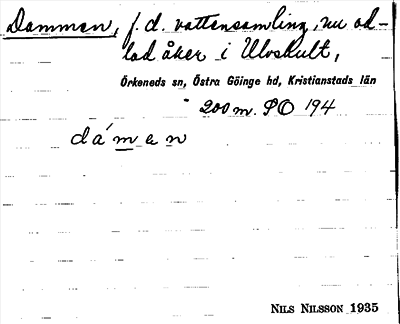 Dammen, f.d. vattensamling, nu od-
lad åker i Ulvshult,
Örkeneds sn, Östra Göinge hd, Kristianstads län
200 m. SO 194
dámen
NILS NILSSON 1935